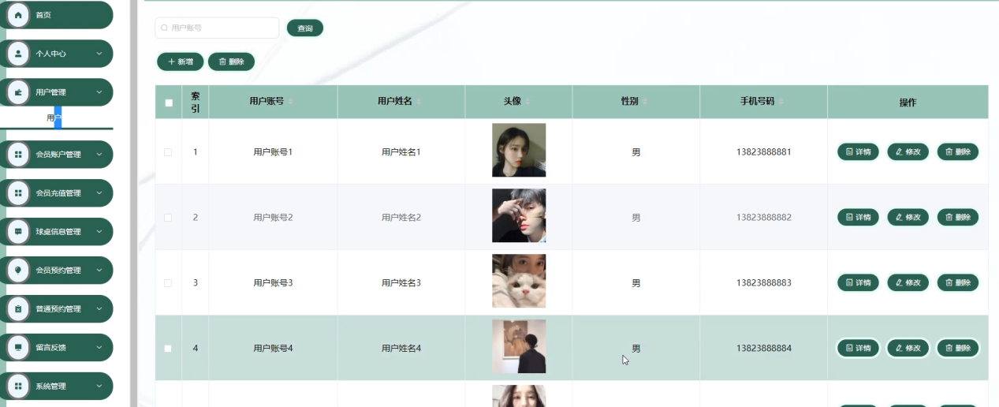 首页
个人中心
用户管理
用户
会员账户管理
会员充值管理
球桌信息管理
会员预约管理
普通预约管理
留言反馈
系统管理
用户账号
查询
新增 删除
索引 用户账号 用户姓名 头像 性别 手机号码 操作
1 用户账号1 用户姓名1 男 13823888881 详情 修改 删除
2 用户账号2 用户姓名2 男 13823888882 详情 修改 删除
3 用户账号3 用户姓名3 男 13823888883 详情 修改 删除
4 用户账号4 用户姓名4 男 13823888884 详情 修改 删除